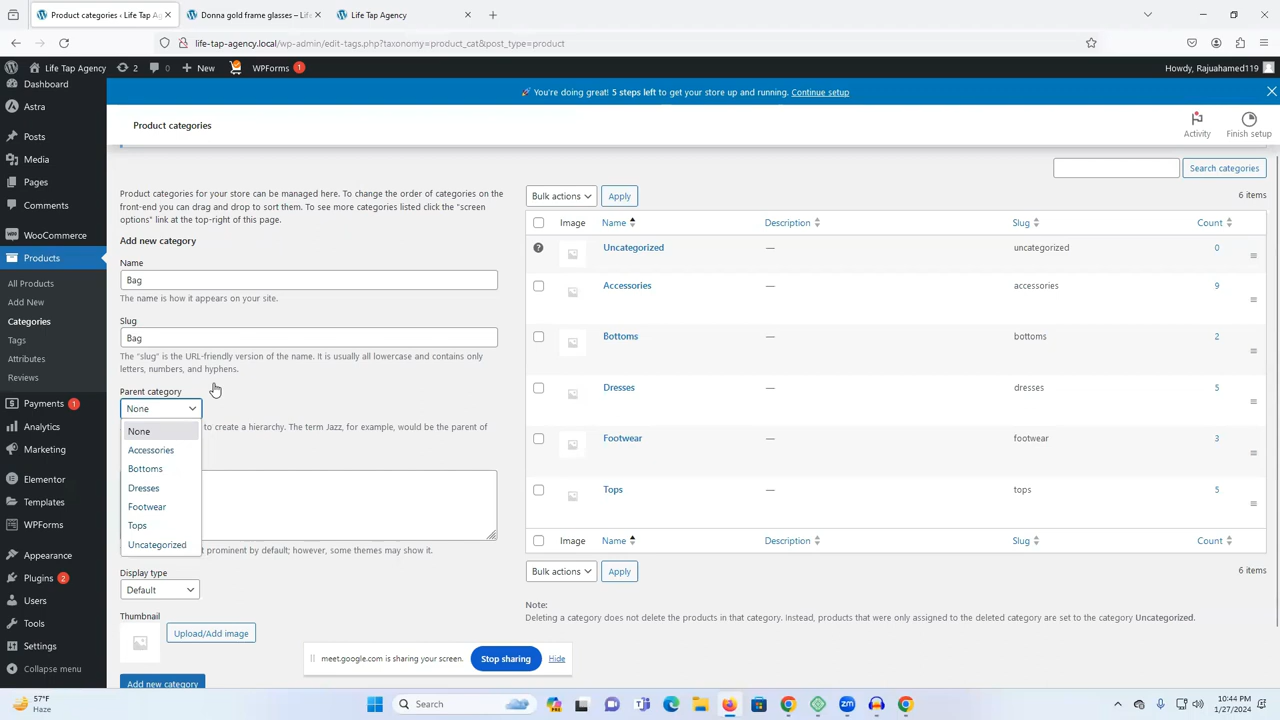 Product categories ‹ Life Tap Ag
Donna gold frame glasses – Life
Life Tap Agency
life-tap-agency.local/wp-admin/edit-tags.php?taxonomy=product_cat&post_type=product
Life Tap Agency
2
0
New
WPForms
1
Howdy, Rajuahamed119
Dashboard
Astra
Posts
Media
Pages
Comments
WooCommerce
Products
All Products
Add New
Categories
Tags
Attributes
Reviews
Payments 1
Analytics
Marketing
Elementor
Templates
WPForms
Appearance
Plugins 2
Users
Tools
Settings
Collapse menu
You're doing great! 5 steps left to get your store up and running. Continue setup
Product categories
Activity
Finish setup
Search categories
Product categories for your store can be managed here. To change the order of categories on the
front-end you can drag and drop to sort them. To see more categories listed click the "screen
options" link at the top-right of this page.
Add new category
Name
Bag
The name is how it appears on your site.
Slug
Bag
The "slug" is the URL-friendly version of the name. It is usually all lowercase and contains only
letters, numbers, and hyphens.
Parent category
None
to create a hierarchy. The term Jazz, for example, would be the parent of
None
Accessories
Bottoms
Dresses
Footwear
Tops
Uncategorized
prominent by default; however, some themes may show it.
Display type
Default
Thumbnail
Upload/Add image
Add new category
Bulk actions
Apply
6 items
Image
Name
Description
Slug
Count
Uncategorized — uncategorized 0
Accessories — accessories 9
Bottoms — bottoms 2
Dresses — dresses 5
Footwear — footwear 3
Tops — tops 5
Name
Description
Slug
Count
Bulk actions
Apply
6 items
Note:
Deleting a category does not delete the products in that category. Instead, products that were only assigned to the deleted category are set to the category Uncategorized.
meet.google.com is sharing your screen.
Stop sharing
Hide
57°F
Haze
Search
10:44 PM
1/27/2024